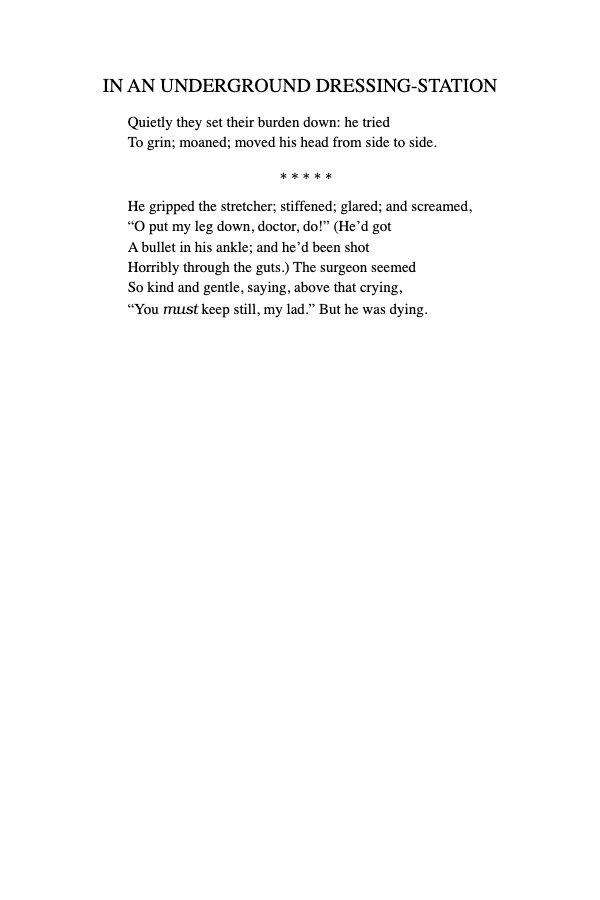 IN AN UNDERGROUND DRESSING-STATION
Quietly they set their burden down: he tried
To grin; moaned; moved his head from side to side.
* * * * *
He gripped the stretcher; stiffened; glared; and screamed,
“O put my leg down, doctor, do!” (He’d got
A bullet in his ankle; and he’d been shot
Horribly through the guts.) The surgeon seemed
So kind and gentle, saying, above that crying,
“You must keep still, my lad.” But he was dying.